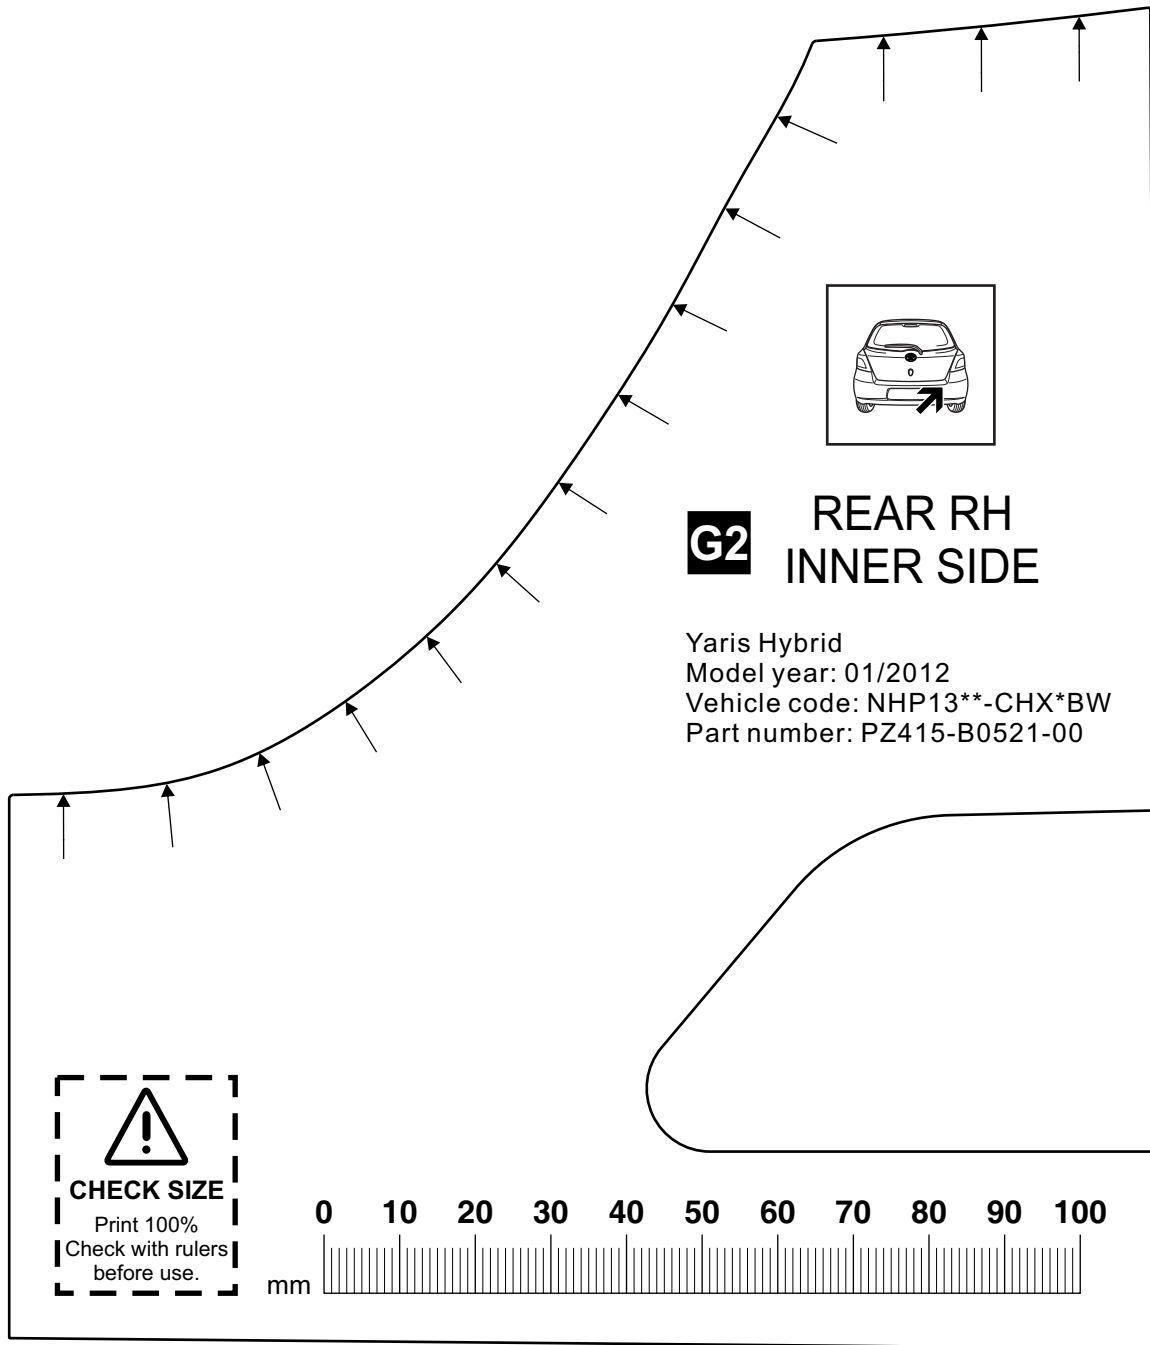 G2
REAR RH
INNER SIDE
Yaris Hybrid
Model year: 01/2012
Vehicle code: NHP13**-CHX*BW
Part number: PZ415-B0521-00
CHECK SIZE
Print 100%
Check with rulers
before use.
0 10 20 30 40 50 60 70 80 90 100
mm